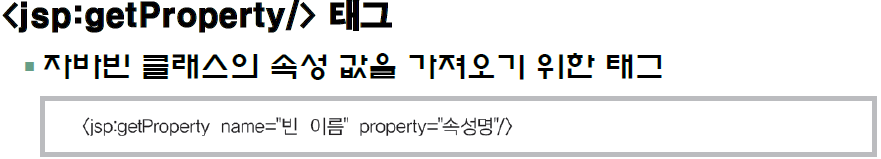 <jsp:getProperty/> 태그
자바빈 클래스의 속성 값을 가져오기 위한 태그
<jsp:getProperty name="빈 이름" property="속성명"/>